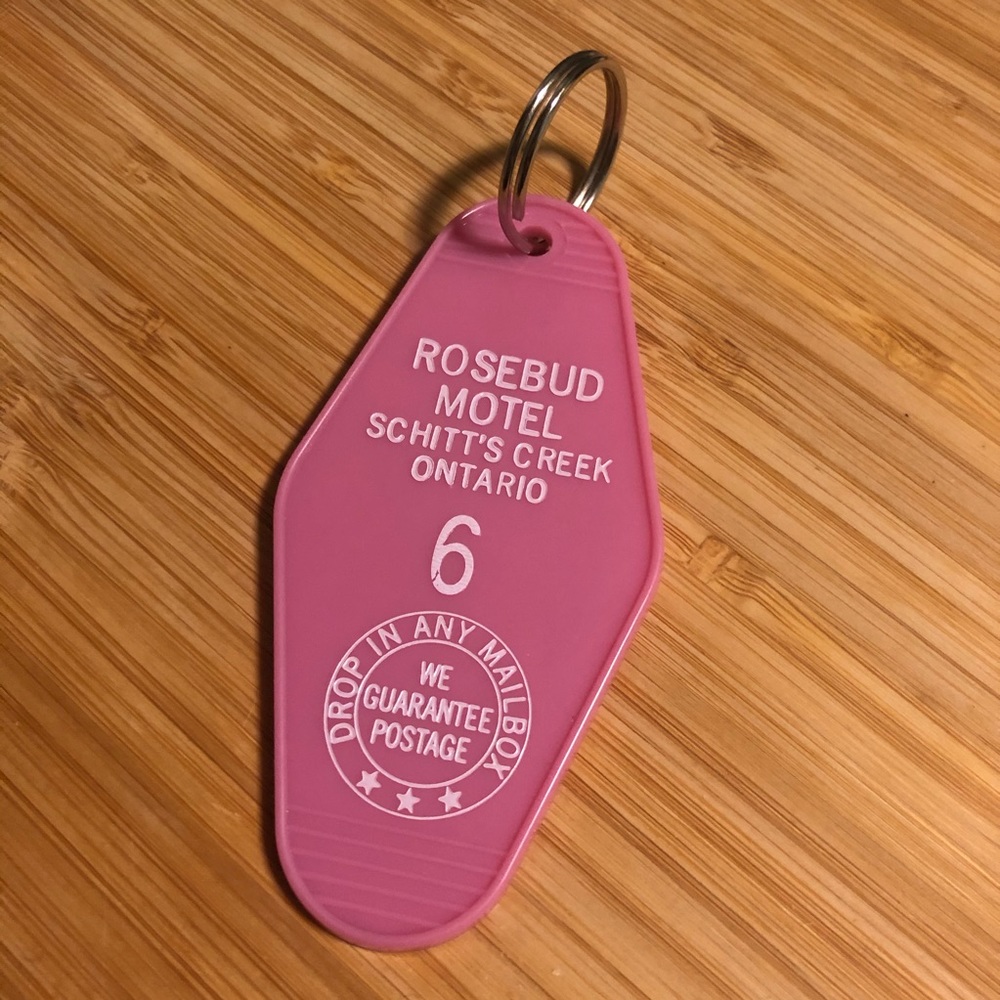 ROSEBUD
MOTEL
SCHITT'S CREEK
ONTARIO
6
DROP IN ANY MAILBOX
WE
GUARANTEE
POSTAGE